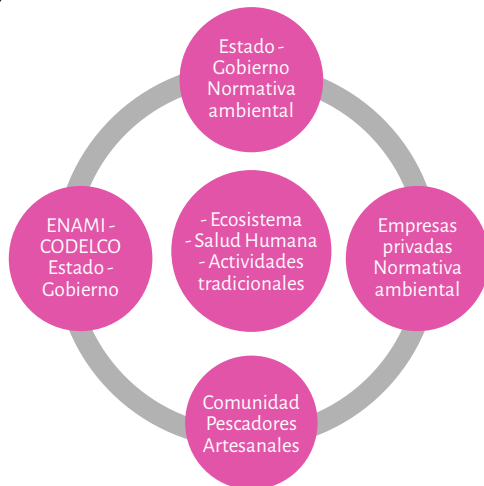 Estado -
Gobierno
Normativa
ambiental
ENAMI -
CODELCO
Estado -
Gobierno
- Ecosistema
- Salud Humana
- Actividades
tradicionales
Empresas
privadas
Normativa
ambiental
Comunidad
Pescadores
Artesanales